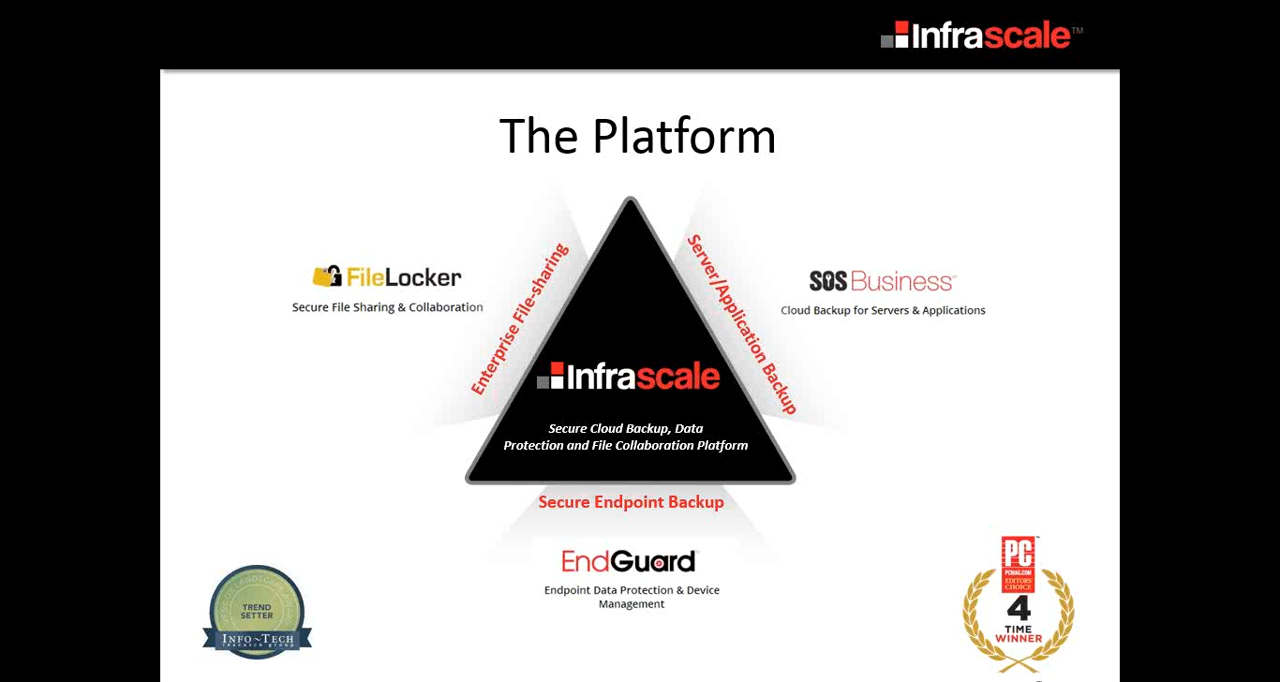 Infrascale™
The Platform
FileLocker
Secure File Sharing & Collaboration
Enterprise File-sharing
Server/Application Backup
SOS Business™
Cloud Backup for Servers & Applications
Infrascale
Secure Cloud Backup, Data
Protection and File Collaboration Platform
Secure Endpoint Backup
EndGuard
Endpoint Data Protection & Device
Management
TREND
SETTER
INFO~TECH
research group
PC
PCMAG.COM
EDITORS'
CHOICE
4
TIME
WINNER